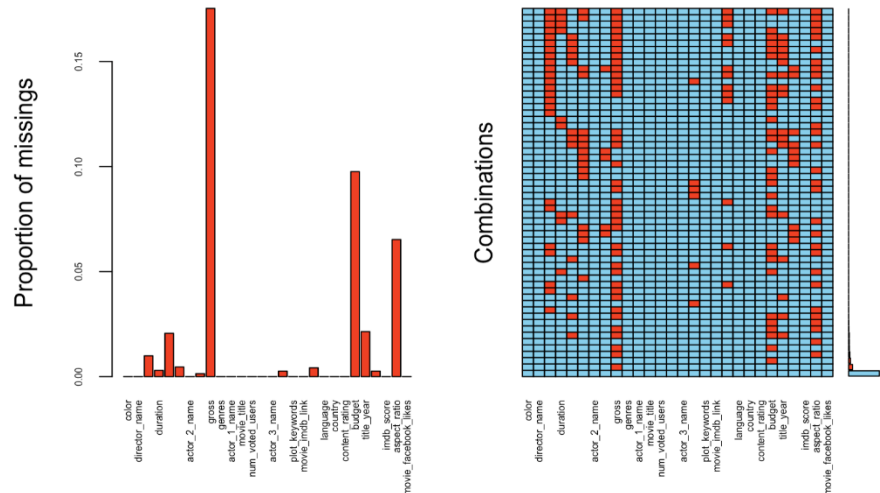 Proportion of missings
0.15
0.10
0.05
0.00
color
director_name
duration
actor_2_name
gross
genres
actor_1_name
movie_title
num_voted_users
actor_3_name
plot_keywords
movie_imdb_link
language
country
content_rating
budget
title_year
imdb_score
aspect_ratio
movie_facebook_likes
Combinations
color
director_name
duration
actor_2_name
gross
genres
actor_1_name
movie_title
num_voted_users
actor_3_name
plot_keywords
movie_imdb_link
language
country
content_rating
budget
title_year
imdb_score
aspect_ratio
movie_facebook_likes